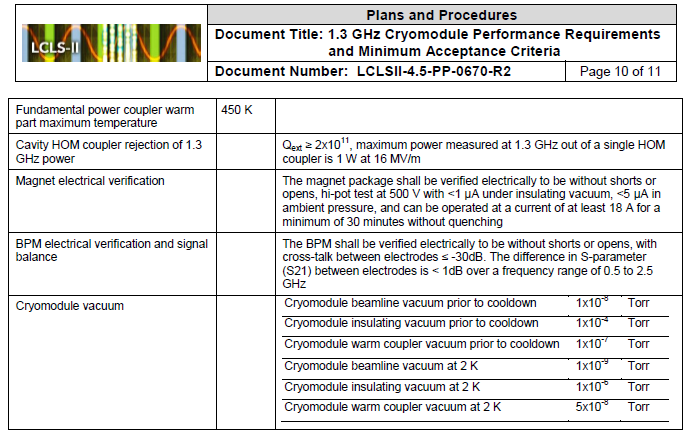 Plans and Procedures
LCLS-II
Document Title: 1.3 GHz Cryomodule Performance Requirements
and Minimum Acceptance Criteria
Document Number: LCLSII-4.5-PP-0670-R2
Page 10 of 11
Fundamental power coupler warm
part maximum temperature
450 K
Cavity HOM coupler rejection of 1.3
GHz power
Qext ≥ 2x10¹¹, maximum power measured at 1.3 GHz out of a single HOM
coupler is 1 W at 16 MV/m
Magnet electrical verification
The magnet package shall be verified electrically to be without shorts or
opens, hi-pot test at 500 V with <1 µA under insulating vacuum, <5 µA in
ambient pressure, and can be operated at a current of at least 18 A for a
minimum of 30 minutes without quenching
BPM electrical verification and signal
balance
The BPM shall be verified electrically to be without shorts or opens, with
cross-talk between electrodes ≤ -30dB. The difference in S-parameter
(S21) between electrodes is < 1dB over a frequency range of 0.5 to 2.5
GHz
Cryomodule vacuum
Cryomodule beamline vacuum prior to cooldown 1x10⁻⁸ Torr
Cryomodule insulating vacuum prior to cooldown 1x10⁻⁴ Torr
Cryomodule warm coupler vacuum prior to cooldown 1x10⁻⁷ Torr
Cryomodule beamline vacuum at 2 K 1x10⁻⁹ Torr
Cryomodule insulating vacuum at 2 K 1x10⁻⁶ Torr
Cryomodule warm coupler vacuum at 2 K 5x10⁻⁸ Torr